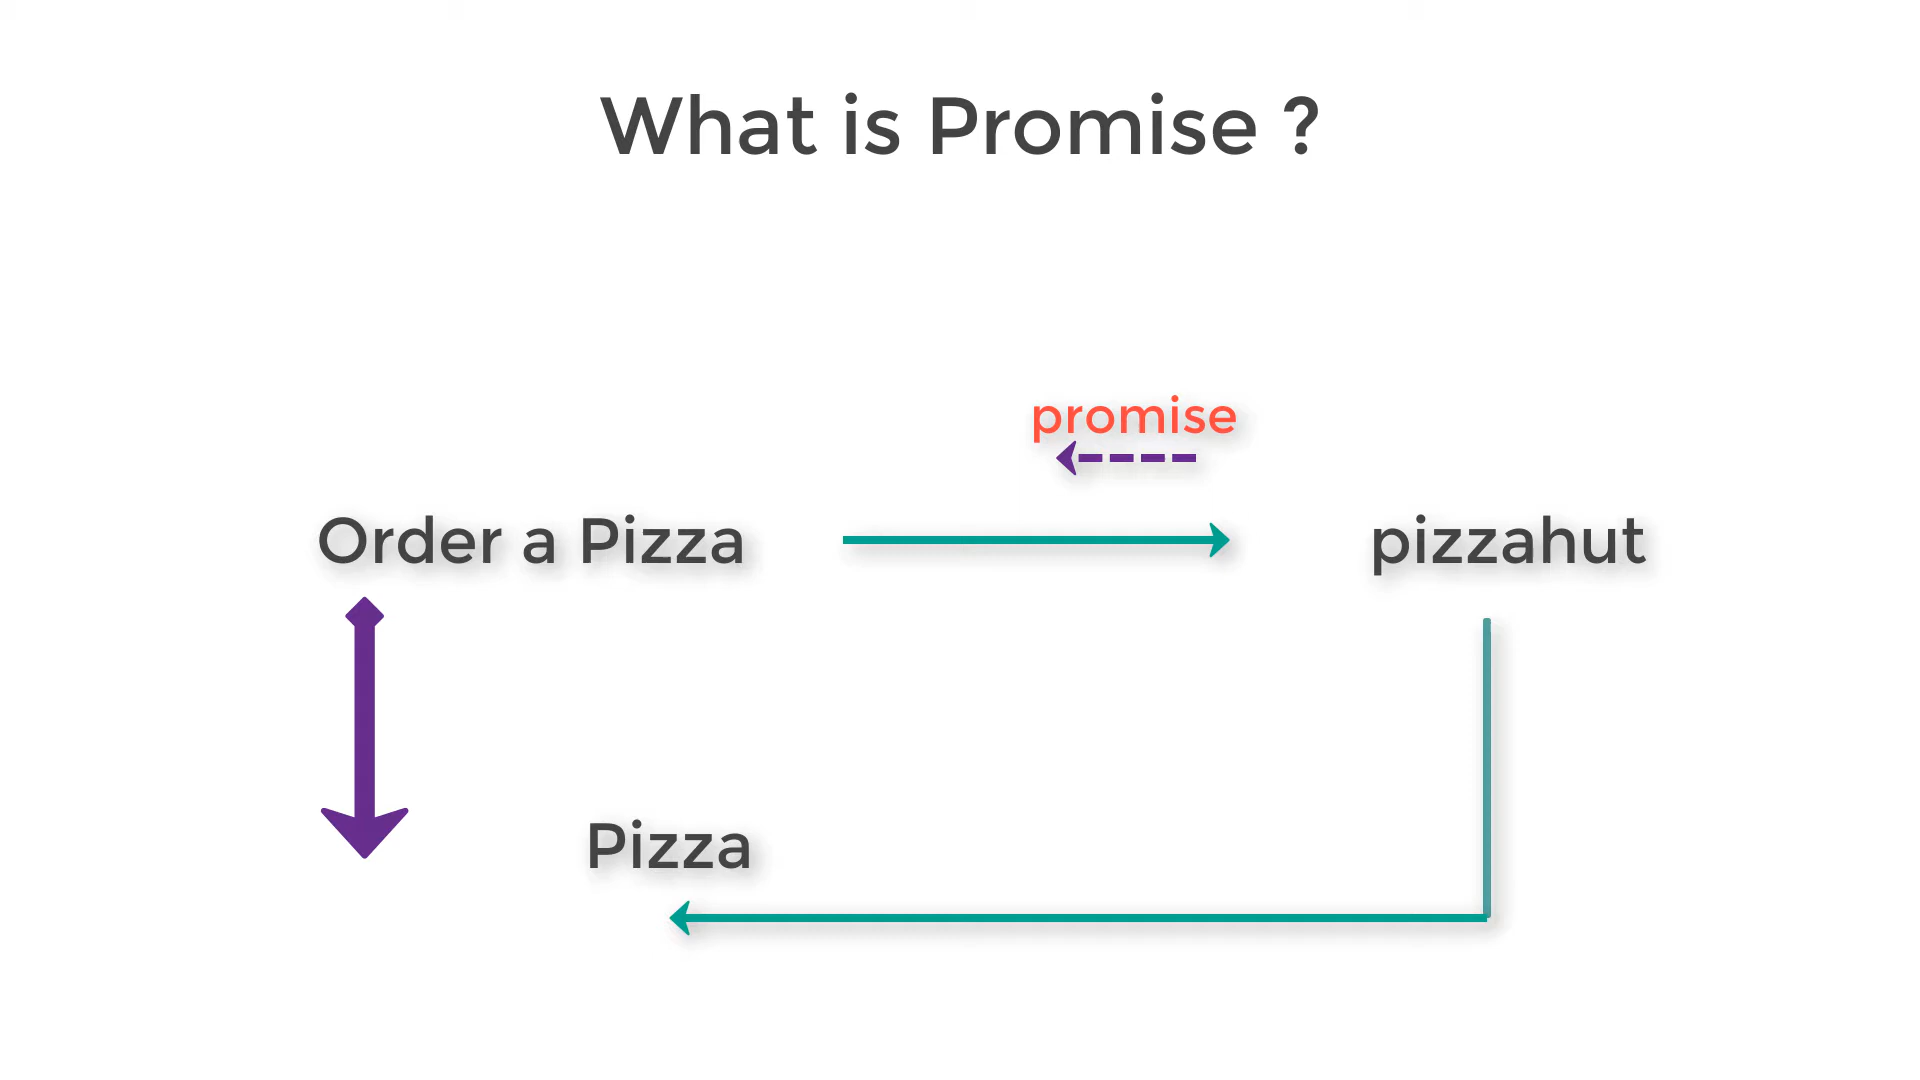 What is Promise ?
promise
Order a Pizza
pizzahut
Pizza